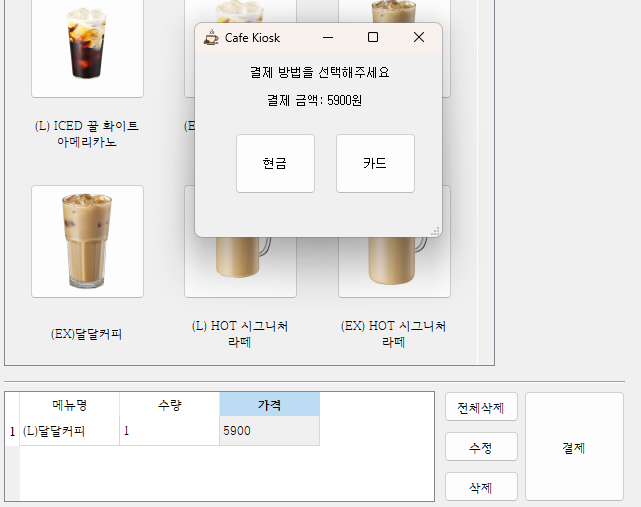 Cafe Kiosk
결제 방법을 선택해주세요
결제 금액: 5900원
현금
카드
(L) ICED 꿀 화이트
아메리카노
(EX)달달커피
(L) HOT 시그니처
라떼
(EX) HOT 시그니처
라떼
메뉴명 수량 가격
1 (L)달달커피 1 5900
전체삭제
수정
삭제
결제